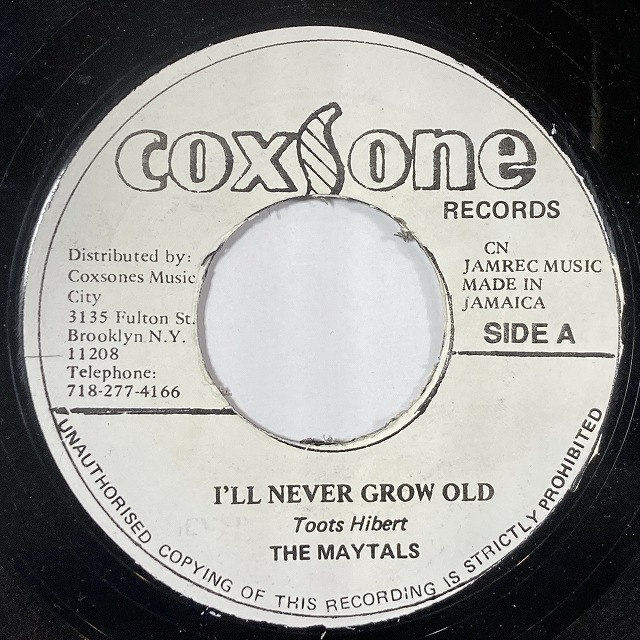 coxsone
RECORDS
Distributed by:
Coxsones Music
City
3135 Fulton St.
Brooklyn N.Y.
11208
Telephone:
718-277-4166
CN
JAMREC MUSIC
MADE IN
JAMAICA
SIDE A
I'LL NEVER GROW OLD
Toots Hibert
THE MAYTALS
UNAUTHORISED COPYING OF THIS RECORDING IS STRICTLY PROHIBITED